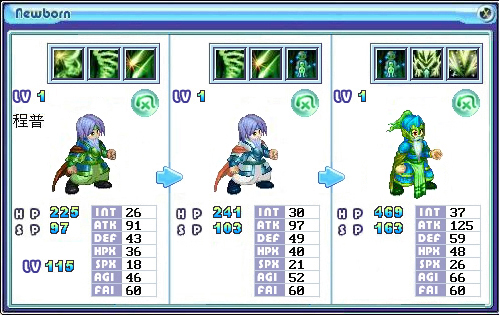 Newborn
LV 1
程普
HP 225
SP 97
LV 115
INT 26
ATK 91
DEF 43
HPX 36
SPX 18
AGI 46
FAI 60
LV 1
HP 241
SP 103
INT 30
ATK 97
DEF 49
HPX 40
SPX 21
AGI 52
FAI 60
LV 1
HP 469
SP 163
INT 37
ATK 125
DEF 59
HPX 48
SPX 26
AGI 66
FAI 60